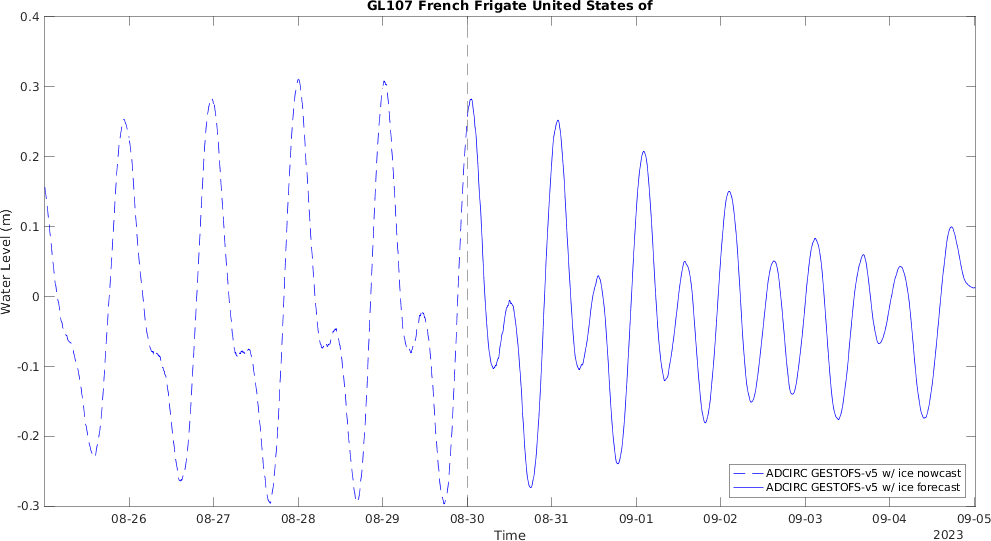 GL107 French Frigate United States of
0.4
0.3
0.2
0.1
0
-0.1
-0.2
-0.3
Water Level (m)
ADCIRC GESTOFS-v5 w/ ice nowcast
ADCIRC GESTOFS-v5 w/ ice forecast
08-26 08-27 08-28 08-29 08-30 08-31 09-01 09-02 09-03 09-04 09-05
Time
2023